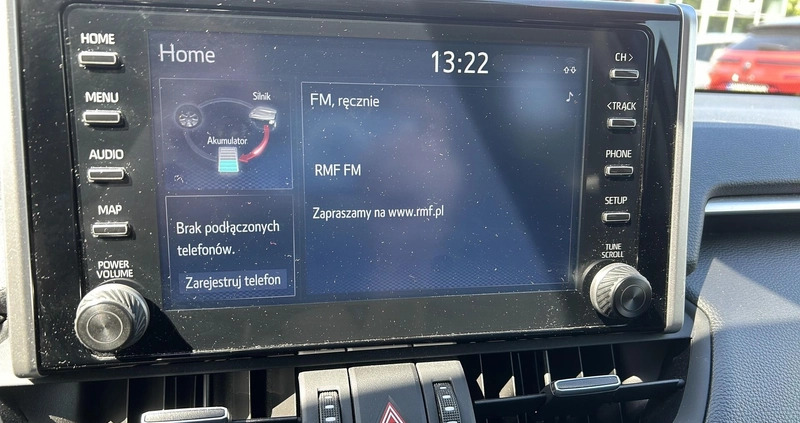 HOME
MENU
AUDIO
MAP
POWER
VOLUME
Home
13:22
Silnik
Akumulator
Brak podłączonych
telefonów.
Zarejestruj telefon
FM, ręcznie
RMF FM
Zapraszamy na www.rmf.pl
CH >
< TRACK
PHONE
SETUP
TUNE
SCROLL